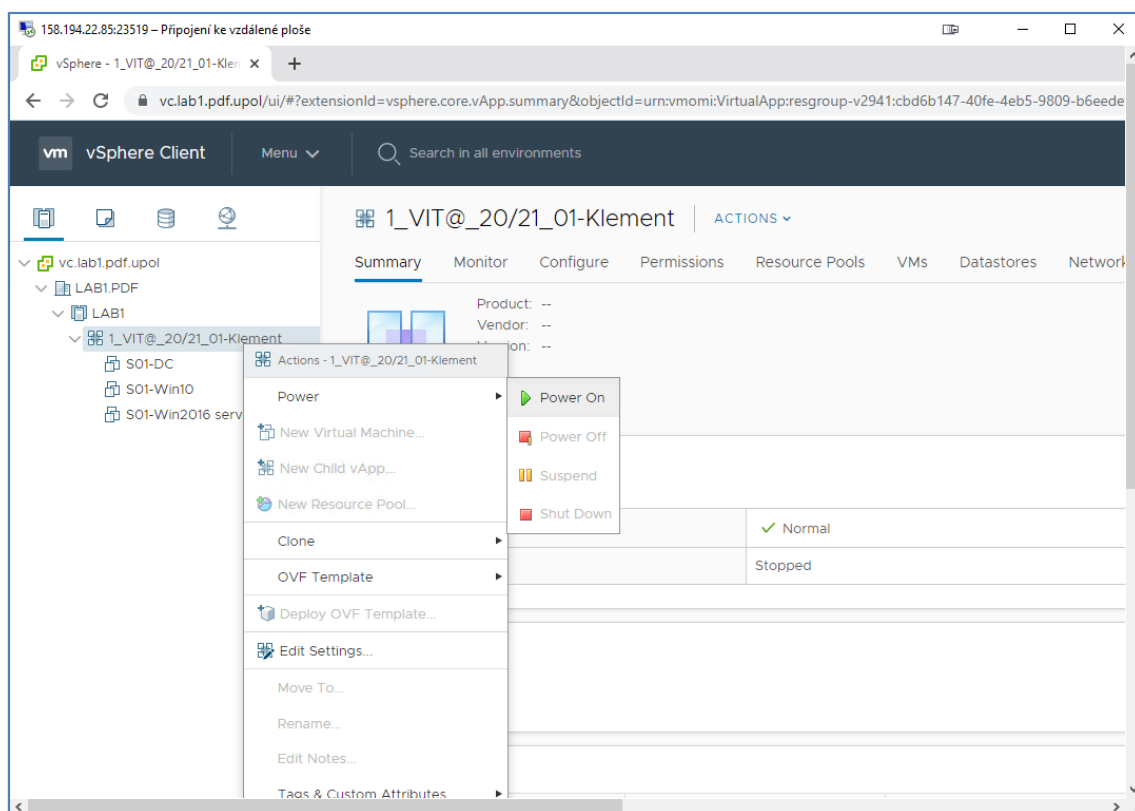 158.194.22.85:23519 – Připojení ke vzdálené ploše
vSphere - 1_VIT@_20/21_01-Klem
vc.lab1.pdf.upol/ui/#?extensionId=vsphere.core.vApp.summary&objectId=urn:vmomi:VirtualApp:resgroup-v2941:cbd6b147-40fe-4eb5-9809-b6eede
vm vSphere Client Menu Search in all environments
1_VIT@_20/21_01-Klement ACTIONS
Summary Monitor Configure Permissions Resource Pools VMs Datastores Network
vc.lab1.pdf.upol
LAB1.PDF
LAB1
1_VIT@_20/21_01-Klement
S01-DC
S01-Win10
S01-Win2016 serv
Product: --
Vendor: --
--
Actions - 1_VIT@_20/21_01-Klement
Power
New Virtual Machine...
New Child vApp...
New Resource Pool...
Clone
OVF Template
Deploy OVF Template...
Edit Settings...
Move To...
Rename...
Edit Notes...
Tags & Custom Attributes
Power On
Power Off
Suspend
Shut Down
Normal
Stopped